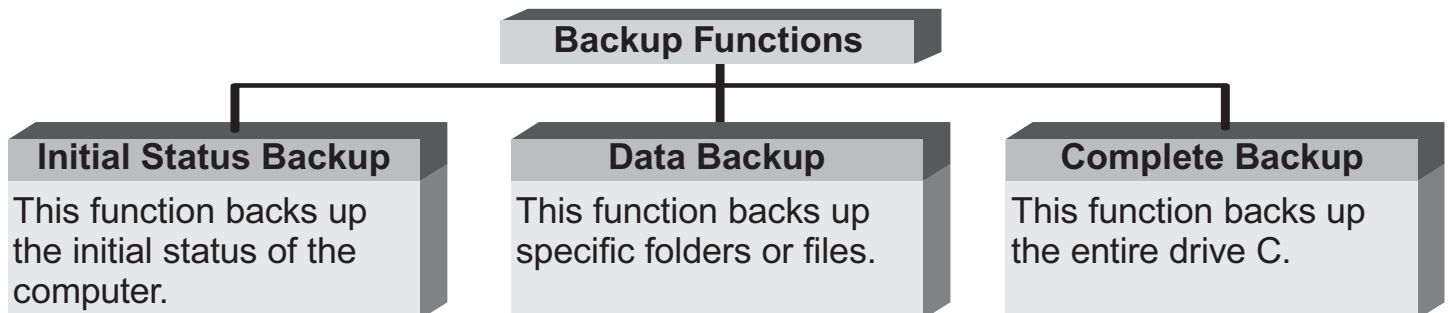 Backup Functions
Initial Status Backup
This function backs up
the initial status of the
computer.
Data Backup
This function backs up
specific folders or files.
Complete Backup
This function backs up
the entire drive C.